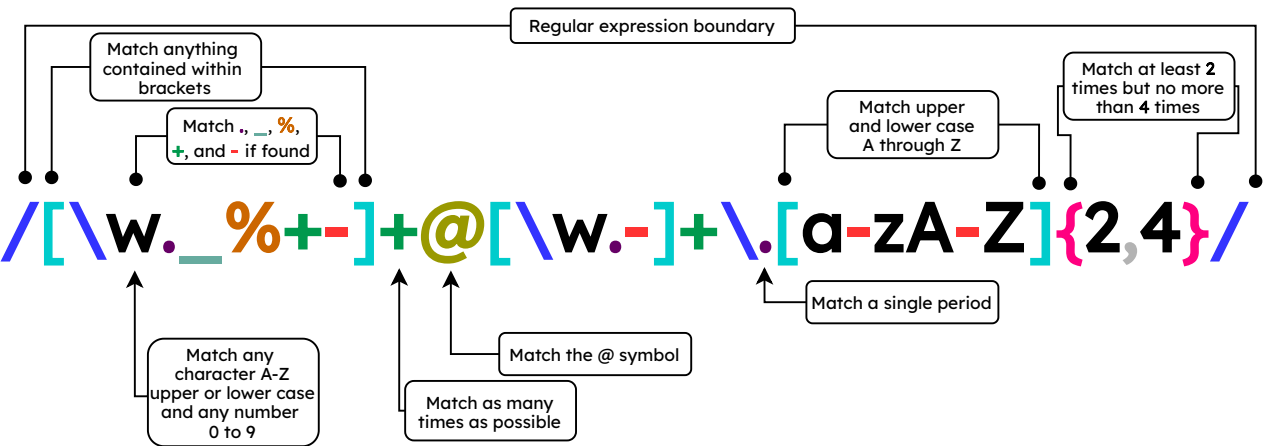 Regular expression boundary
Match anything
contained within
brackets
Match ., _, %,
+, and - if found
Match upper
and lower case
A through Z
Match at least 2
times but no more
than 4 times
/[\w._%+-]+@[\w.-]+\.[a-zA-Z]{2,4}/
Match a single period
Match the @ symbol
Match any
character A-Z
upper or lower case
and any number
0 to 9
Match as many
times as possible